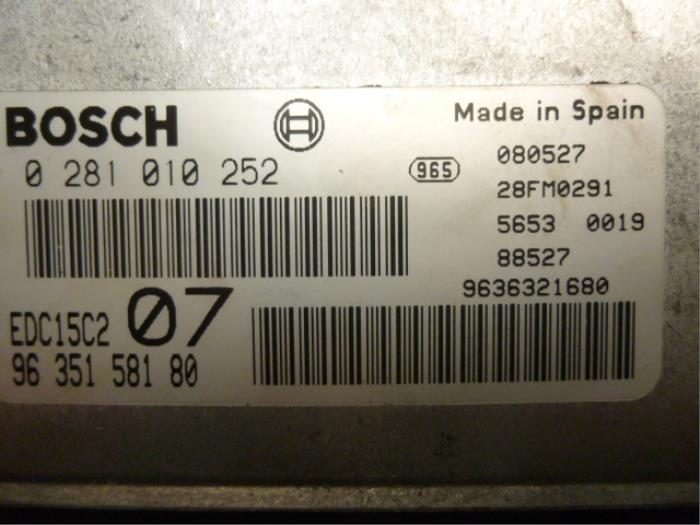 BOSCH
Made in Spain
0 281 010 252
965
080527
28FM0291
5653 0019
88527
9636321680
EDC15C2 07
96 351 581 80